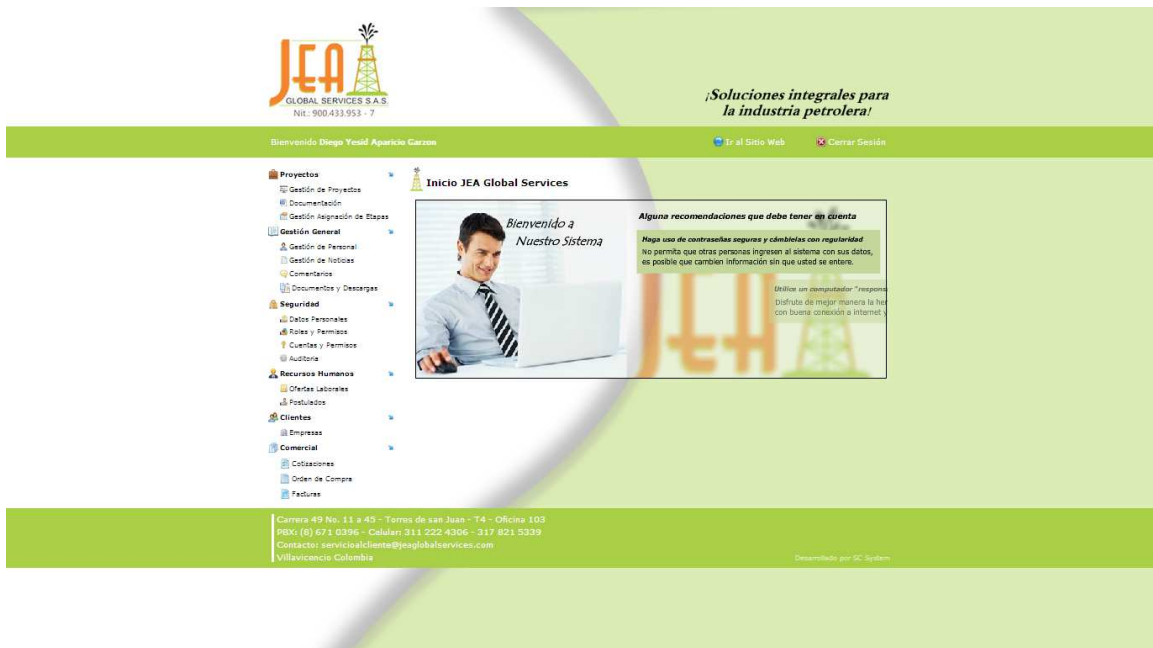 JEA
GLOBAL SERVICES S.A.S.
Nit.: 900.433.953 - 7
¡Soluciones integrales para
la industria petrolera!
Bienvenido Diego Yesid Aparicio Garzon
Ir al Sitio Web
Cerrar Sesión
Proyectos
Gestión de Proyectos
Documentación
Gestión Asignación de Etapas
Gestión General
Gestión de Personal
Gestión de Noticias
Comentarios
Documentos y Descargas
Seguridad
Datos Personales
Roles y Permisos
Cuentas y Permisos
Auditoria
Recursos Humanos
Ofertas Laborales
Postulados
Clientes
Empresas
Comercial
Cotizaciones
Orden de Compra
Facturas
Inicio JEA Global Services
Bienvenido a
Nuestro Sistema
Alguna recomendaciones que debe tener en cuenta
Haga uso de contraseñas seguras y cámbielas con regularidad
No permita que otras personas ingresen al sistema con sus datos,
es posible que cambien información sin que usted se entere.
Utilice un computador "respons
Disfrute de mejor manera la her
con buena conexión a internet y
JEA
Carrera 49 No. 11 a 45 - Torres de san Juan - T4 - Oficina 103
PBX: (8) 671 0396 - Celular: 311 222 4306 - 317 821 5339
Contacto: servicioalcliente@jeaglobalservices.com
Villavicencio Colombia
Desarrollado por SC System